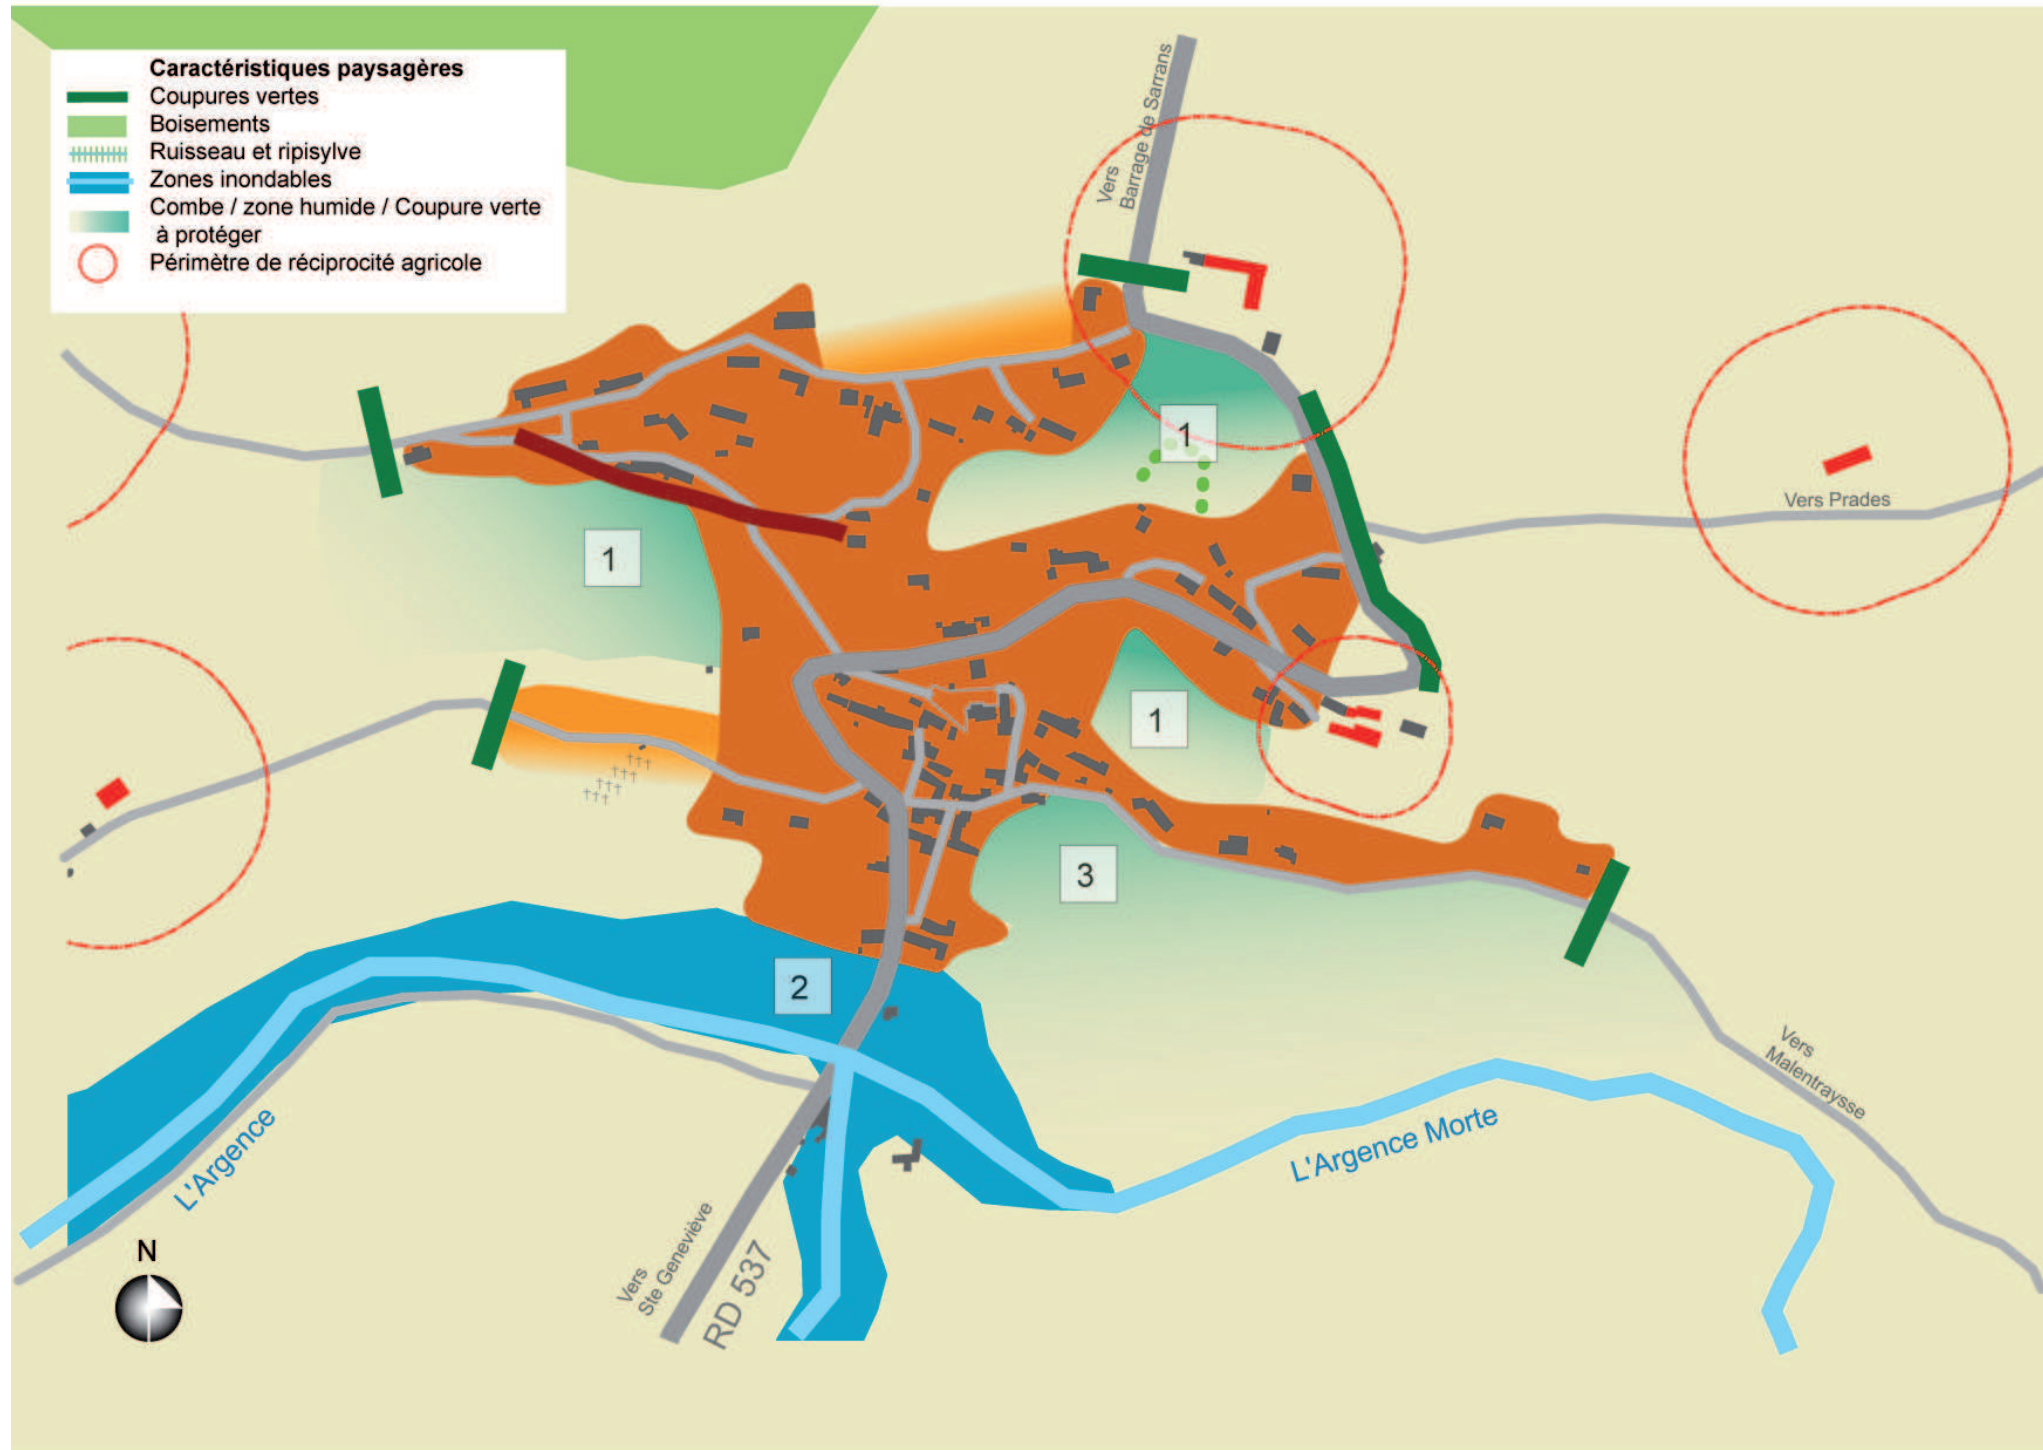 Caractéristiques paysagères
Coupures vertes
Boisements
Ruisseau et ripisylve
Zones inondables
Combe / zone humide / Coupure verte
à protéger
Périmètre de réciprocité agricole
Vers
Barrage de Sarrans
1
Vers Prades
1
1
3
2
Vers
Malentraysse
L'Argence
L'Argence Morte
Vers
Ste Geneviève
RD 537
N